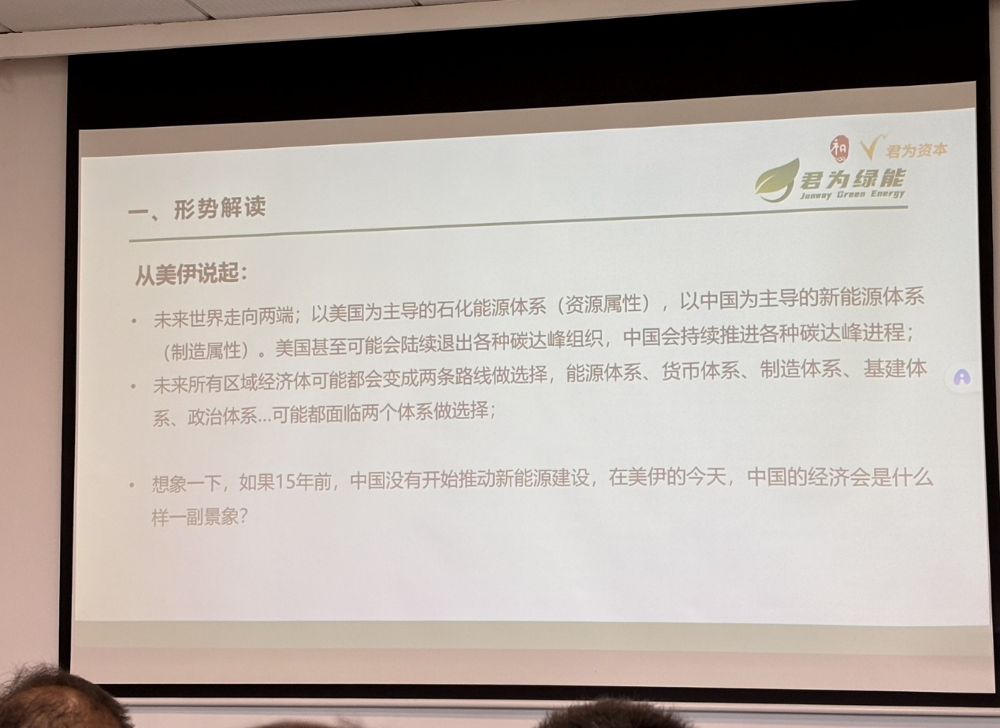 初心
君为资本
君为绿能
Junway Green Energy
一、形势解读
从美伊说起：
• 未来世界走向两端；以美国为主导的石化能源体系（资源属性），以中国为主导的新能源体系
（制造属性）。美国甚至可能会陆续退出各种碳达峰组织，中国会持续推进各种碳达峰进程；
• 未来所有区域经济体可能都会变成两条路线做选择，能源体系、货币体系、制造体系、基建体
系、政治体系...可能都面临两个体系做选择；
• 想象一下，如果15年前，中国没有开始推动新能源建设，在美伊的今天，中国的经济会是什么
样一副景象？